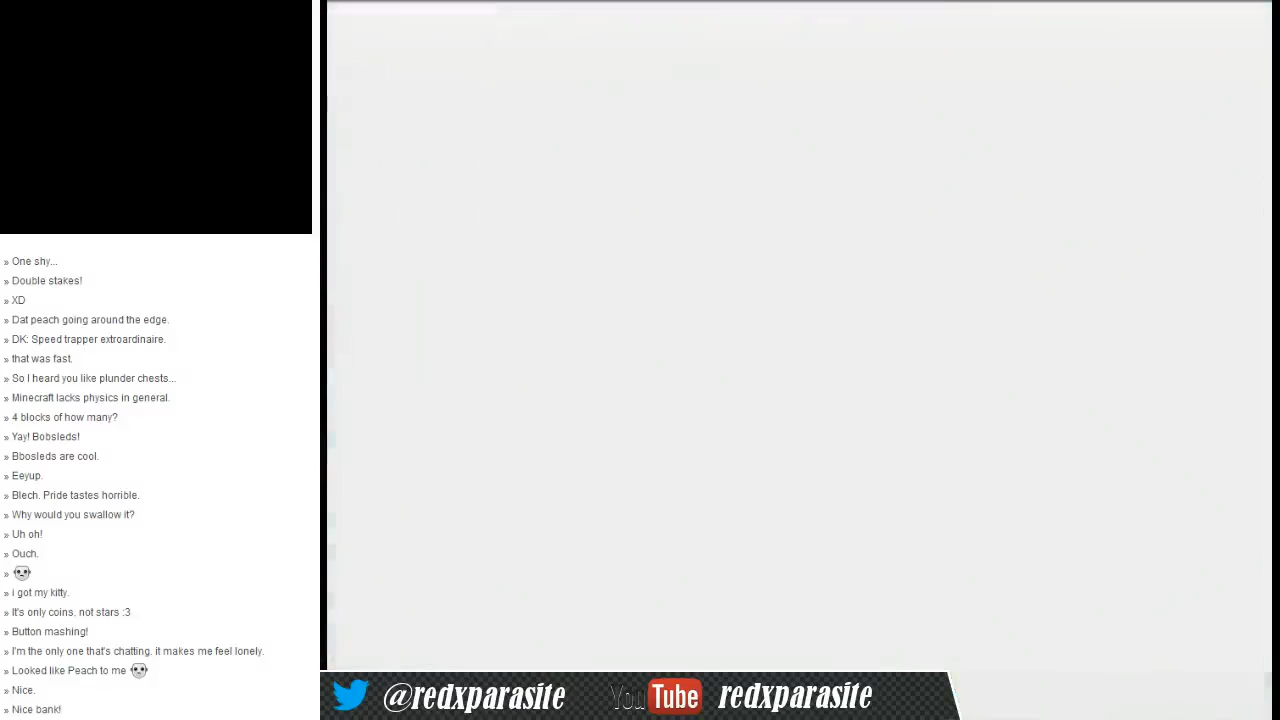 » One shy...
» Double stakes!
» XD
» Dat peach going around the edge.
» DK: Speed trapper extroardinaire.
» that was fast.
» So I heard you like plunder chests...
» Minecraft lacks physics in general.
» 4 blocks of how many?
» Yay! Bobsleds!
» Bbosleds are cool.
» Eeyup.
» Blech. Pride tastes horrible.
» Why would you swallow it?
» Uh oh!
» Ouch.
»
» i got my kitty.
» It's only coins, not stars :3
» Button mashing!
» I'm the only one that's chatting. it makes me feel lonely.
» Looked like Peach to me
» Nice.
» Nice bank!
@redxparasite YouTube redxparasite